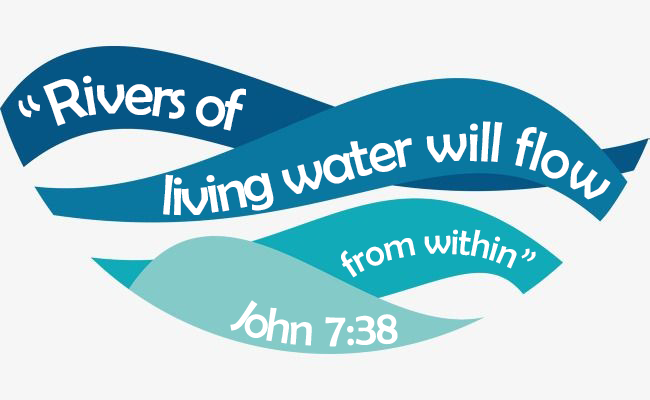 “Rivers of
living water will flow
from within”
John 7:38